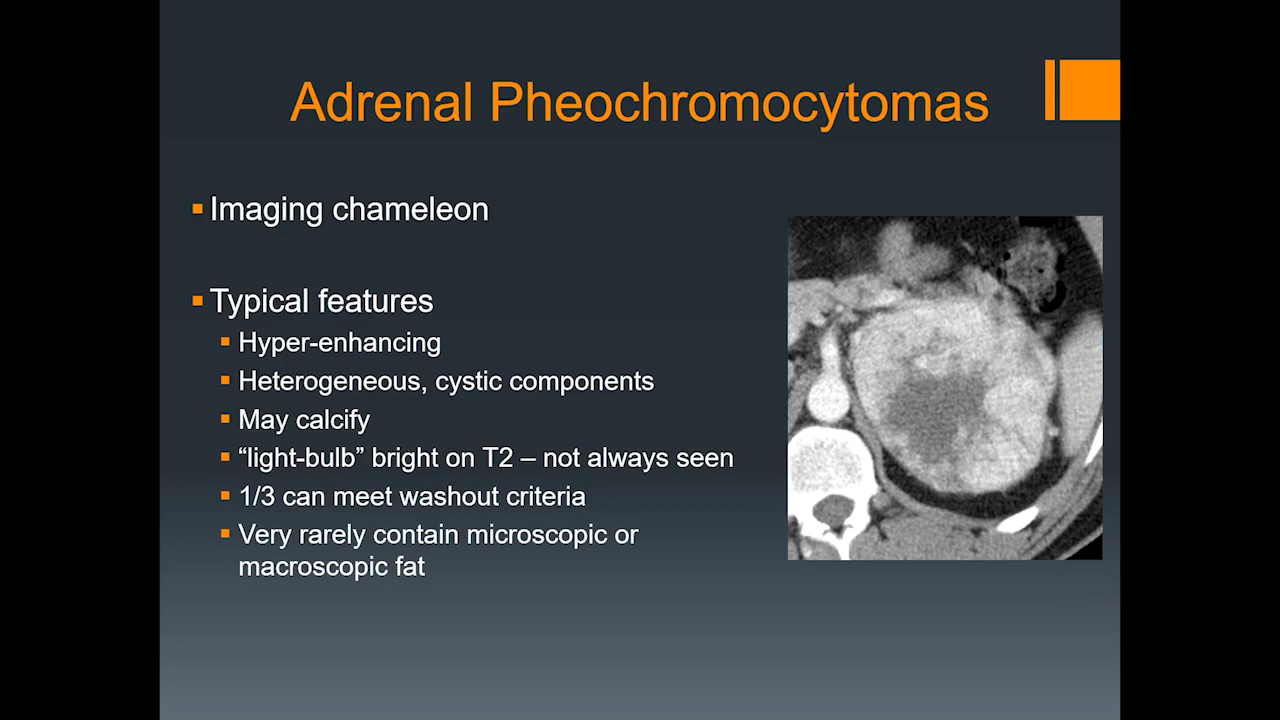 Adrenal Pheochromocytomas
Imaging chameleon
Typical features
Hyper-enhancing
Heterogeneous, cystic components
May calcify
“light-bulb” bright on T2 – not always seen
1/3 can meet washout criteria
Very rarely contain microscopic or
macroscopic fat